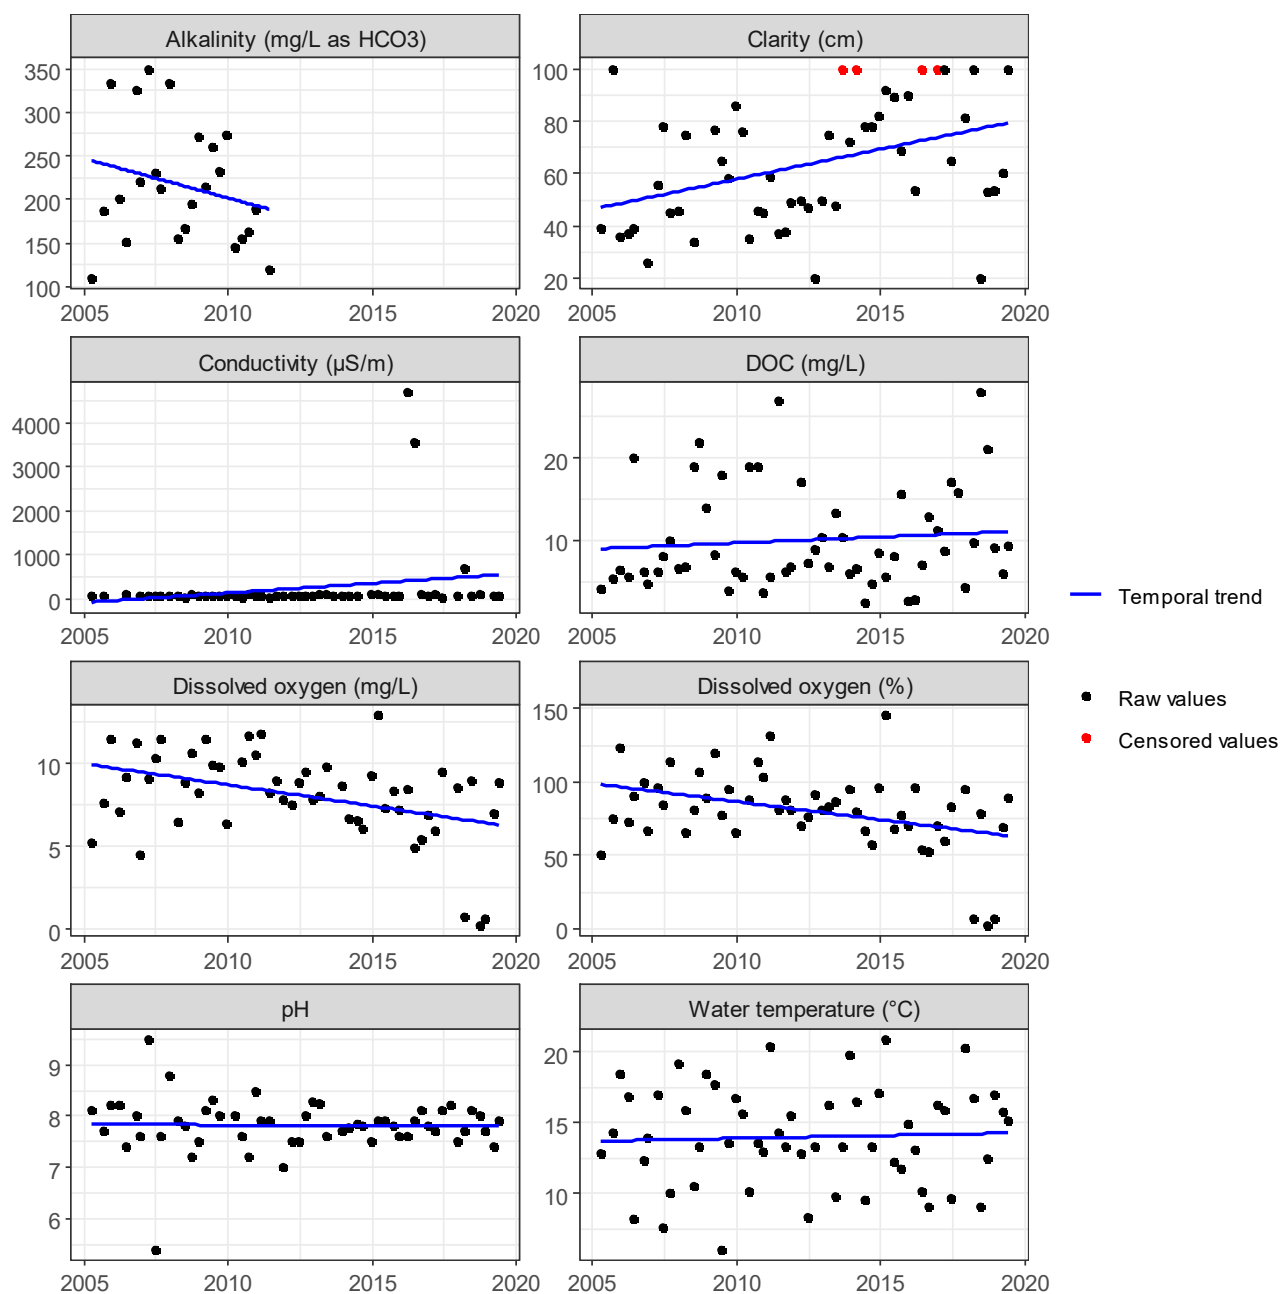 Alkalinity (mg/L as HCO3)
350
300
250
200
150
100
2005 2010 2015 2020
Clarity (cm)
100
80
60
40
20
2005 2010 2015 2020
Conductivity (µS/m)
4000
3000
2000
1000
0
2005 2010 2015 2020
DOC (mg/L)
20
10
2005 2010 2015 2020
Dissolved oxygen (mg/L)
10
5
0
2005 2010 2015 2020
Dissolved oxygen (%)
150
100
50
0
2005 2010 2015 2020
pH
9
8
7
6
2005 2010 2015 2020
Water temperature (°C)
20
15
10
2005 2010 2015 2020
Temporal trend
Raw values
Censored values